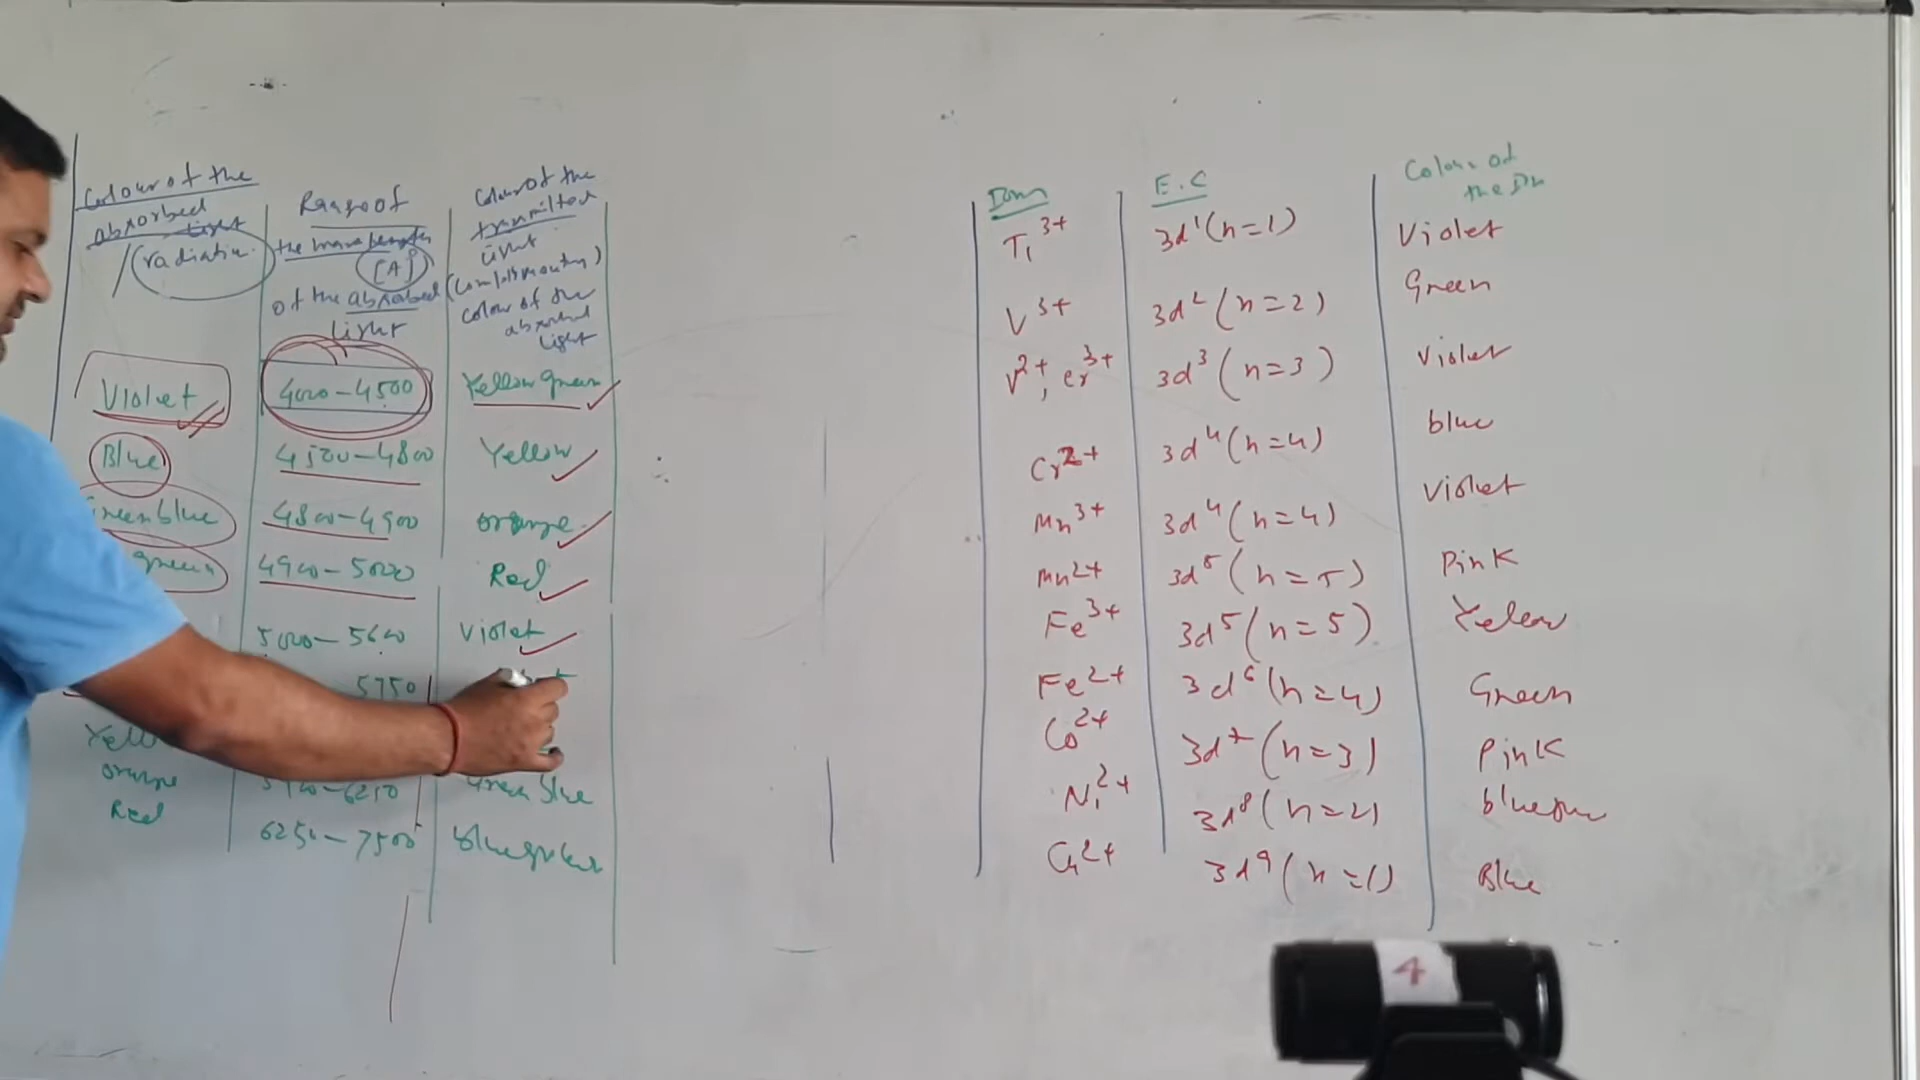 Colour of the
absorbed
light
/(radiation
Range of
the wave length
[A°]
of the absorbed
light
Colour of the
transmitted
light
(complementary)
colour of the
absorbed
light
Violet 4000-4500 Yellow green
Blue 4500-4800 Yellow
Green blue 4800-4900 orange
green 4900-5000 Red
5000-5600 Violet
5750
Yell
orange Green blue
Red 6250-7500 Blue green
Ion E.C Colour of
the
Ti3+ 3d1(n=1) Violet
V3+ 3d2(n=2) Green
V2+, Cr3+ 3d3(n=3) Violet
Cr2+ 3d4(n=4) blue
Mn3+ 3d4(n=4) Violet
Mn2+ 3d5(n=5) Pink
Fe3+ 3d5(n=5) Yellow
Fe2+ 3d6(n=4) Green
Co2+ 3d7(n=3) Pink
Ni2+ 3d8(n=2)
Cu2+ 3d9(n=1) Blue
4